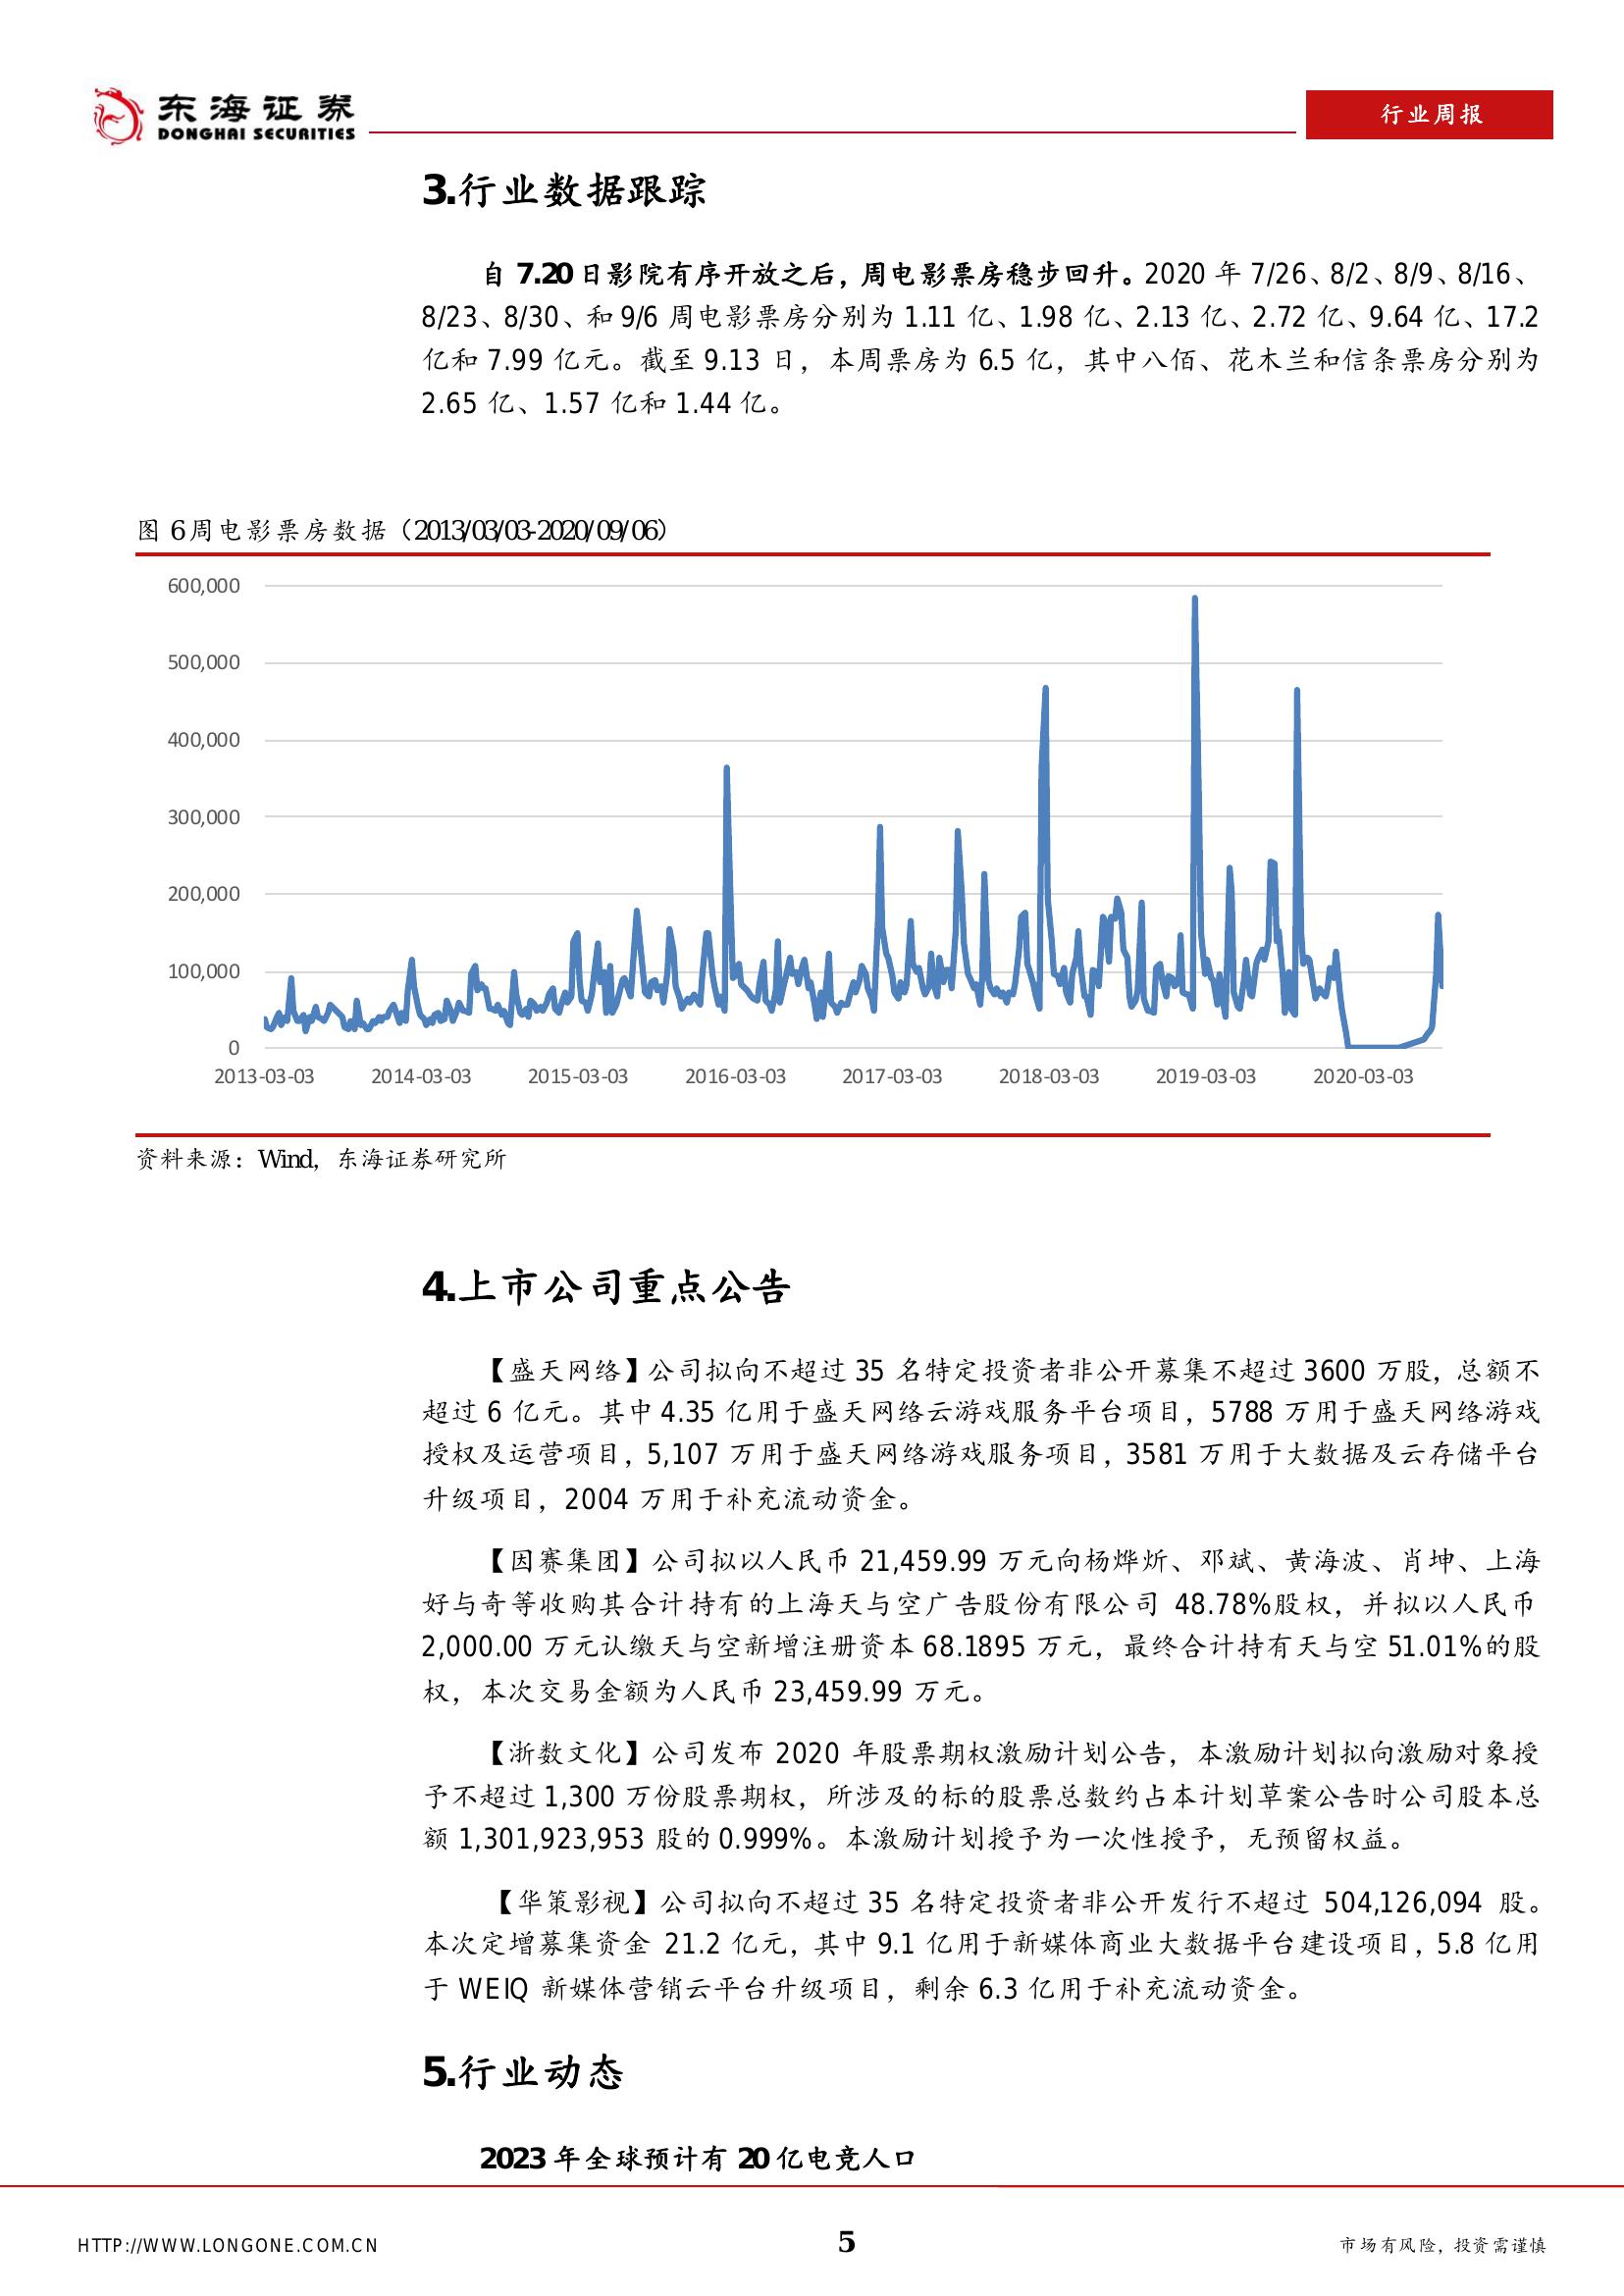 东海证券
DONGHAI SECURITIES
行业周报
3.行业数据跟踪
自 7.20 日影院有序开放之后，周电影票房稳步回升。2020 年 7/26、8/2、8/9、8/16、
8/23、8/30、和 9/6 周电影票房分别为 1.11 亿、1.98 亿、2.13 亿、2.72 亿、9.64 亿、17.2
亿和 7.99 亿元。截至 9.13 日，本周票房为 6.5 亿，其中八佰、花木兰和信条票房分别为
2.65 亿、1.57 亿和 1.44 亿。
图 6 周电影票房数据（2013/03/03-2020/09/06）
600,000
500,000
400,000
300,000
200,000
100,000
0
2013-03-03 2014-03-03 2015-03-03 2016-03-03 2017-03-03 2018-03-03 2019-03-03 2020-03-03
资料来源：Wind，东海证券研究所
4.上市公司重点公告
【盛天网络】公司拟向不超过 35 名特定投资者非公开募集不超过 3600 万股，总额不
超过 6 亿元。其中 4.35 亿用于盛天网络云游戏服务平台项目，5788 万用于盛天网络游戏
授权及运营项目，5,107 万用于盛天网络游戏服务项目，3581 万用于大数据及云存储平台
升级项目，2004 万用于补充流动资金。
【因赛集团】公司拟以人民币 21,459.99 万元向杨烨炘、邓斌、黄海波、肖坤、上海
好与奇等收购其合计持有的上海天与空广告股份有限公司 48.78%股权，并拟以人民币
2,000.00 万元认缴天与空新增注册资本 68.1895 万元，最终合计持有天与空 51.01%的股
权，本次交易金额为人民币 23,459.99 万元。
【浙数文化】公司发布 2020 年股票期权激励计划公告，本激励计划拟向激励对象授
予不超过 1,300 万份股票期权，所涉及的标的股票总数约占本计划草案公告时公司股本总
额 1,301,923,953 股的 0.999%。本激励计划授予为一次性授予，无预留权益。
【华策影视】公司拟向不超过 35 名特定投资者非公开发行不超过 504,126,094 股。
本次定增募集资金 21.2 亿元，其中 9.1 亿用于新媒体商业大数据平台建设项目，5.8 亿用
于 WEIQ 新媒体营销云平台升级项目，剩余 6.3 亿用于补充流动资金。
5.行业动态
2023 年全球预计有 20 亿电竞人口
HTTP://WWW.LONGONE.COM.CN
5
市场有风险，投资需谨慎